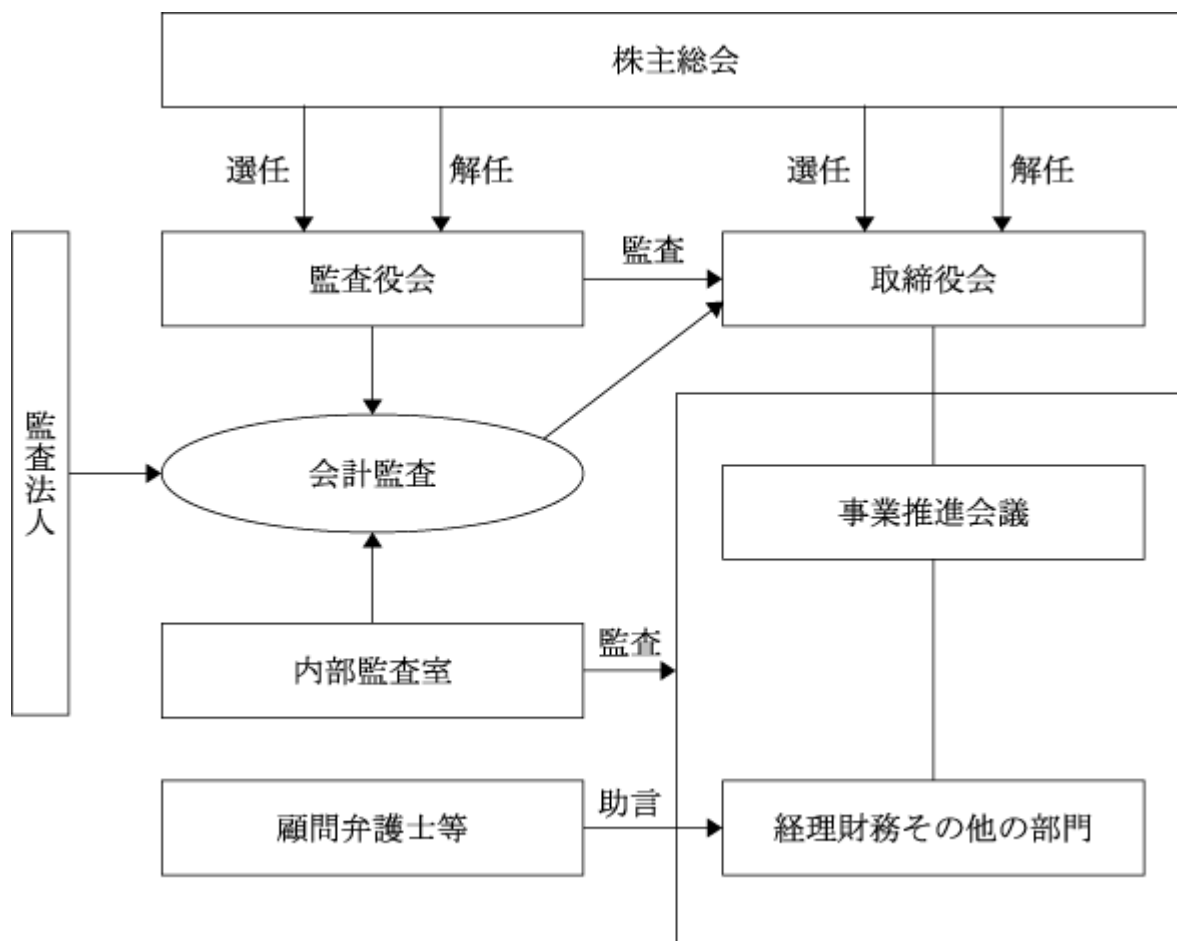 株主総会
選任
解任
選任
解任
監査役会
監査
取締役会
監査法人
会計監査
事業推進会議
内部監査室
監査
顧問弁護士等
助言
経理財務その他の部門